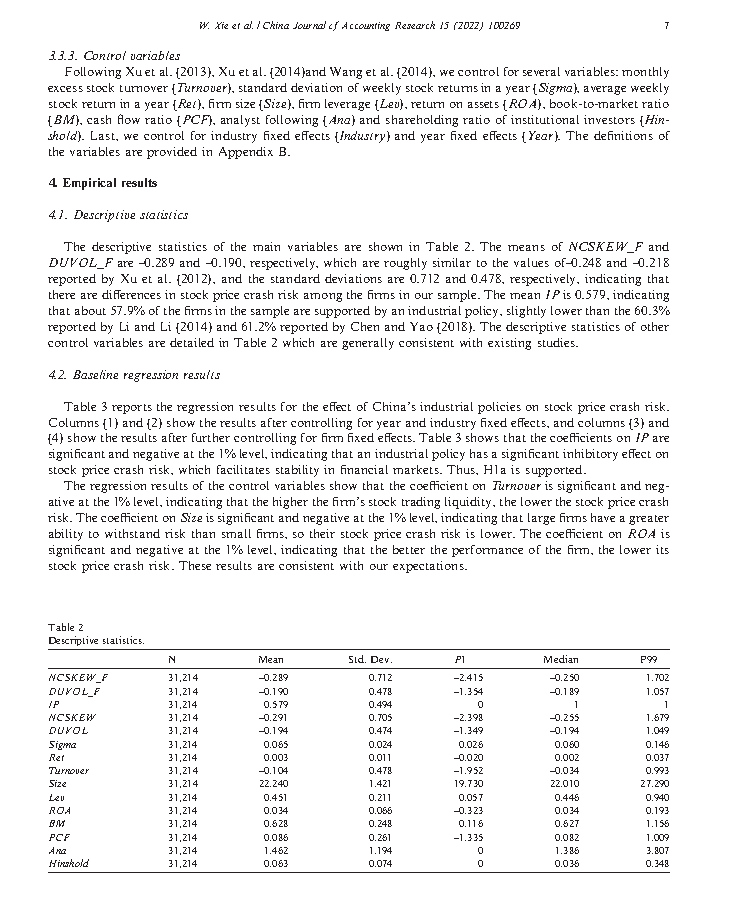 W. Xie et al. / China Journal of Accounting Research 15 (2022) 100269 7
3.3.3. Control variables
Following Xu et al. (2013), Xu et al. (2014)and Wang et al. (2014), we control for several variables: monthly
excess stock turnover (Turnover), standard deviation of weekly stock returns in a year (Sigma), average weekly
stock return in a year (Ret), firm size (Size), firm leverage (Lev), return on assets (ROA), book-to-market ratio
(BM), cash flow ratio (PCF), analyst following (Ana) and shareholding ratio of institutional investors (Hin-
shold). Last, we control for industry fixed effects (Industry) and year fixed effects (Year). The definitions of
the variables are provided in Appendix B.
4. Empirical results
4.1. Descriptive statistics
The descriptive statistics of the main variables are shown in Table 2. The means of NCSKEW_F and
DUVOL_F are –0.289 and –0.190, respectively, which are roughly similar to the values of–0.248 and –0.218
reported by Xu et al. (2012), and the standard deviations are 0.712 and 0.478, respectively, indicating that
there are differences in stock price crash risk among the firms in our sample. The mean IP is 0.579, indicating
that about 57.9% of the firms in the sample are supported by an industrial policy, slightly lower than the 60.3%
reported by Li and Li (2014) and 61.2% reported by Chen and Yao (2018). The descriptive statistics of other
control variables are detailed in Table 2 which are generally consistent with existing studies.
4.2. Baseline regression results
Table 3 reports the regression results for the effect of China's industrial policies on stock price crash risk.
Columns (1) and (2) show the results after controlling for year and industry fixed effects, and columns (3) and
(4) show the results after further controlling for firm fixed effects. Table 3 shows that the coefficients on IP are
significant and negative at the 1% level, indicating that an industrial policy has a significant inhibitory effect on
stock price crash risk, which facilitates stability in financial markets. Thus, H1a is supported.
The regression results of the control variables show that the coefficient on Turnover is significant and neg-
ative at the 1% level, indicating that the higher the firm's stock trading liquidity, the lower the stock price crash
risk. The coefficient on Size is significant and negative at the 1% level, indicating that large firms have a greater
ability to withstand risk than small firms, so their stock price crash risk is lower. The coefficient on ROA is
significant and negative at the 1% level, indicating that the better the performance of the firm, the lower its
stock price crash risk. These results are consistent with our expectations.
Table 2
Descriptive statistics.
N Mean Std. Dev. P1 Median P99
NCSKEW_F 31,214 –0.289 0.712 –2.415 –0.250 1.702
DUVOL_F 31,214 –0.190 0.478 –1.354 –0.189 1.057
IP 31,214 0.579 0.494 0 1 1
NCSKEW 31,214 –0.291 0.705 –2.398 –0.255 1.679
DUVOL 31,214 –0.194 0.474 –1.349 –0.194 1.049
Sigma 31,214 0.065 0.024 0.026 0.060 0.146
Ret 31,214 0.003 0.011 –0.020 0.002 0.037
Turnover 31,214 –0.104 0.478 –1.952 –0.034 0.993
Size 31,214 22.240 1.421 19.730 22.010 27.290
Lev 31,214 0.451 0.211 0.057 0.446 0.940
ROA 31,214 0.034 0.066 –0.323 0.034 0.193
BM 31,214 0.628 0.248 0.116 0.627 1.156
PCF 31,214 0.086 0.261 –1.335 0.082 1.009
Ana 31,214 1.462 1.194 0 1.386 3.807
Hinshold 31,214 0.063 0.074 0 0.036 0.348